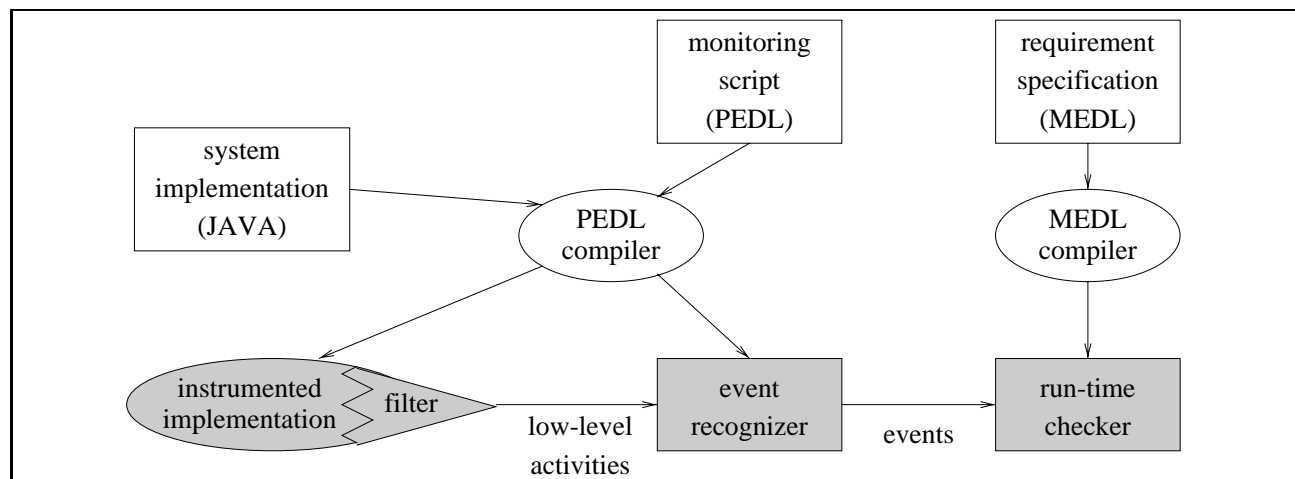 monitoring
script
(PEDL)
requirement
specification
(MEDL)
system
implementation
(JAVA)
PEDL
compiler
MEDL
compiler
instrumented
implementation
filter
low-level
activities
event
recognizer
events
run-time
checker